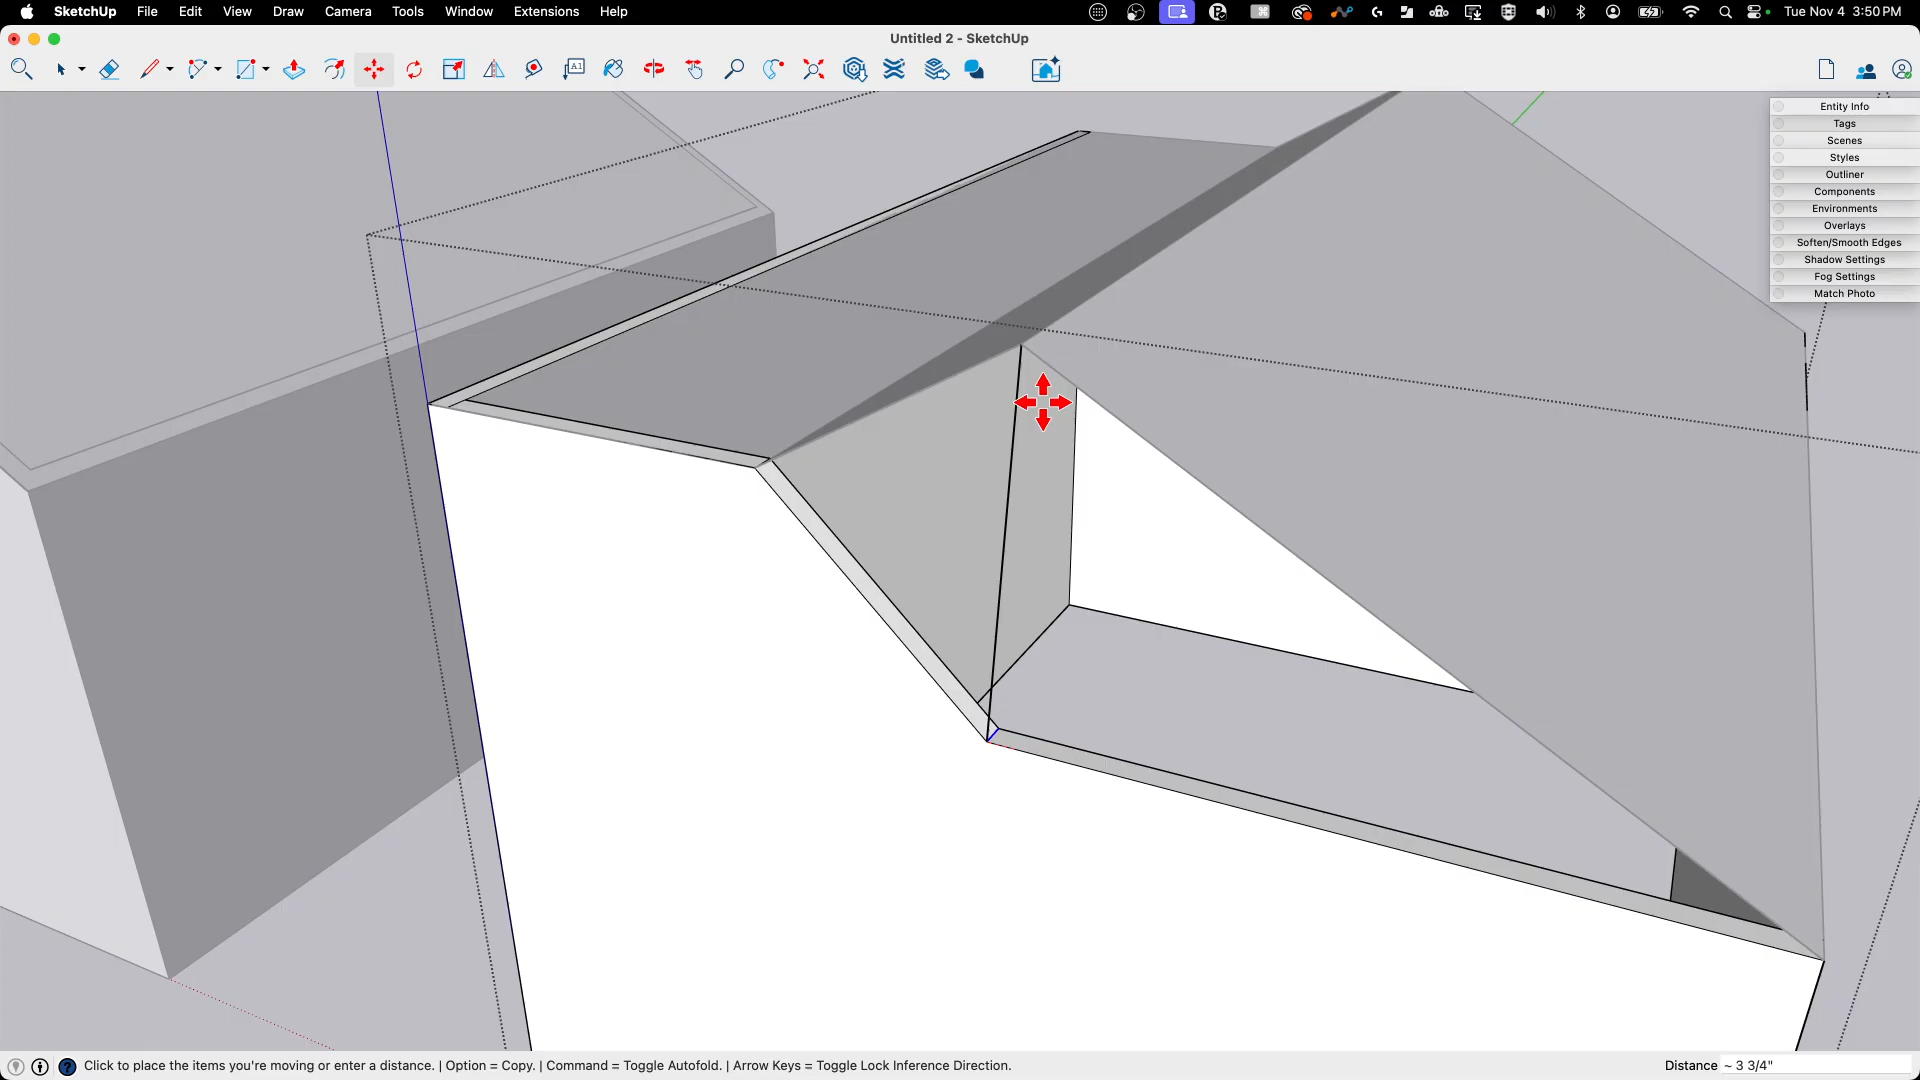 SketchUp File Edit View Draw Camera Tools Window Extensions Help Tue Nov 4 3:50 PM
Untitled 2 - SketchUp
A1
Entity Info
Tags
Scenes
Styles
Outliner
Components
Environments
Overlays
Soften/Smooth Edges
Shadow Settings
Fog Settings
Match Photo
Click to place the items you're moving or enter a distance. | Option = Copy. | Command = Toggle Autofold. | Arrow Keys = Toggle Lock Inference Direction. Distance ~ 3 3/4"